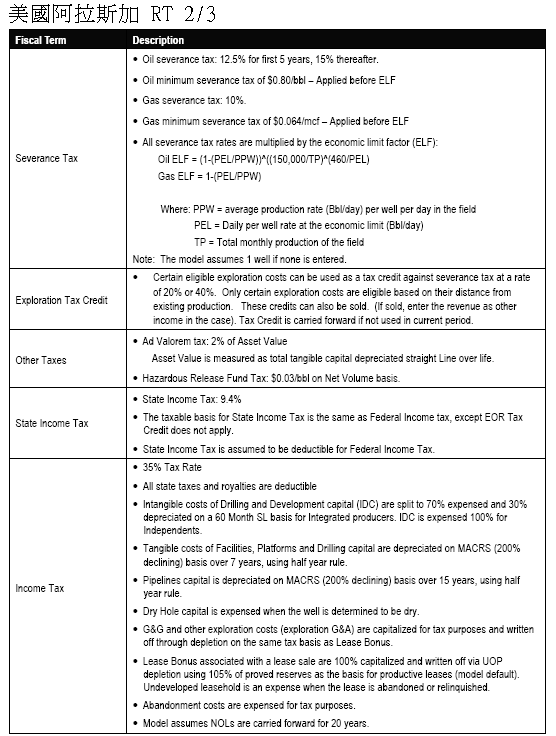 美國阿拉斯加 RT 2/3
Fiscal Term Description
Severance Tax
• Oil severance tax: 12.5% for first 5 years, 15% thereafter.
• Oil minimum severance tax of $0.80/bbl – Applied before ELF
• Gas severance tax: 10%.
• Gas minimum severance tax of $0.064/mcf – Applied before ELF
• All severance tax rates are multiplied by the economic limit factor (ELF):
Oil ELF = (1-(PEL/PPW))^((150,000/TP)^(460/PEL)
Gas ELF = 1-(PEL/PPW)
Where: PPW = average production rate (Bbl/day) per well per day in the field
PEL = Daily per well rate at the economic limit (Bbl/day)
TP = Total monthly production of the field
Note: The model assumes 1 well if none is entered.
Exploration Tax Credit
• Certain eligible exploration costs can be used as a tax credit against severance tax at a rate
of 20% or 40%. Only certain exploration costs are eligible based on their distance from
existing production. These credits can also be sold. (If sold, enter the revenue as other
income in the case). Tax Credit is carried forward if not used in current period.
Other Taxes
• Ad Valorem tax: 2% of Asset Value
Asset Value is measured as total tangible capital depreciated straight Line over life.
• Hazardous Release Fund Tax: $0.03/bbl on Net Volume basis.
State Income Tax
• State Income Tax: 9.4%
• The taxable basis for State Income Tax is the same as Federal Income tax, except EOR Tax
Credit does not apply.
• State Income Tax is assumed to be deductible for Federal Income Tax.
Income Tax
• 35% Tax Rate
• All state taxes and royalties are deductible
• Intangible costs of Drilling and Development capital (IDC) are split to 70% expensed and 30%
depreciated on a 60 Month SL basis for Integrated producers. IDC is expensed 100% for
Independents.
• Tangible costs of Facilities, Platforms and Drilling capital are depreciated on MACRS (200%
declining) basis over 7 years, using half year rule.
• Pipelines capital is depreciated on MACRS (200% declining) basis over 15 years, using half
year rule.
• Dry Hole capital is expensed when the well is determined to be dry.
• G&G and other exploration costs (exploration G&A) are capitalized for tax purposes and written
off through depletion on the same tax basis as Lease Bonus.
• Lease Bonus associated with a lease sale are 100% capitalized and written off via UOP
depletion using 105% of proved reserves as the basis for productive leases (model default).
Undeveloped leasehold is an expense when the lease is abandoned or relinquished.
• Abandonment costs are expensed for tax purposes.
• Model assumes NOLs are carried forward for 20 years.